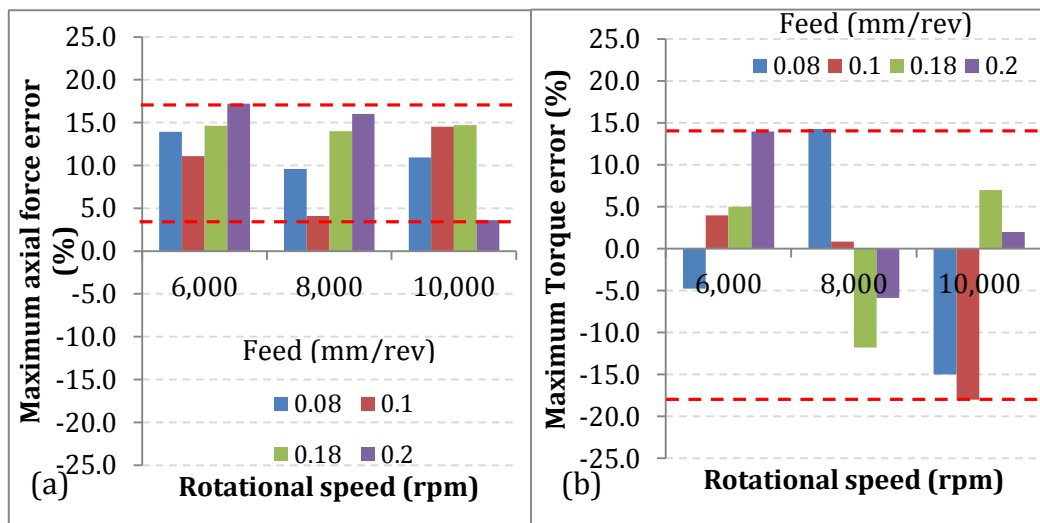 25.0
20.0
15.0
10.0
5.0
0.0
-5.0
-10.0
-15.0
-20.0
-25.0
Maximum axial force error
(%)
6,000 8,000 10,000
Feed (mm/rev)
0.08 0.1
0.18 0.2
(a)
Rotational speed (rpm)
Feed (mm/rev)
0.08 0.1 0.18 0.2
25.0
20.0
15.0
10.0
5.0
0.0
-5.0
-10.0
-15.0
-20.0
-25.0
Maximum Torque error (%)
6,000 8,000 10,000
(b)
Rotational speed (rpm)